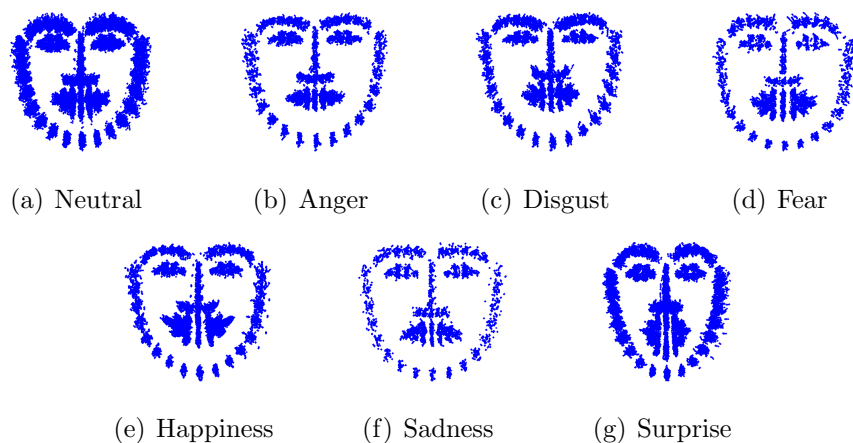 (a) Neutral (b) Anger (c) Disgust (d) Fear
(e) Happiness (f) Sadness (g) Surprise